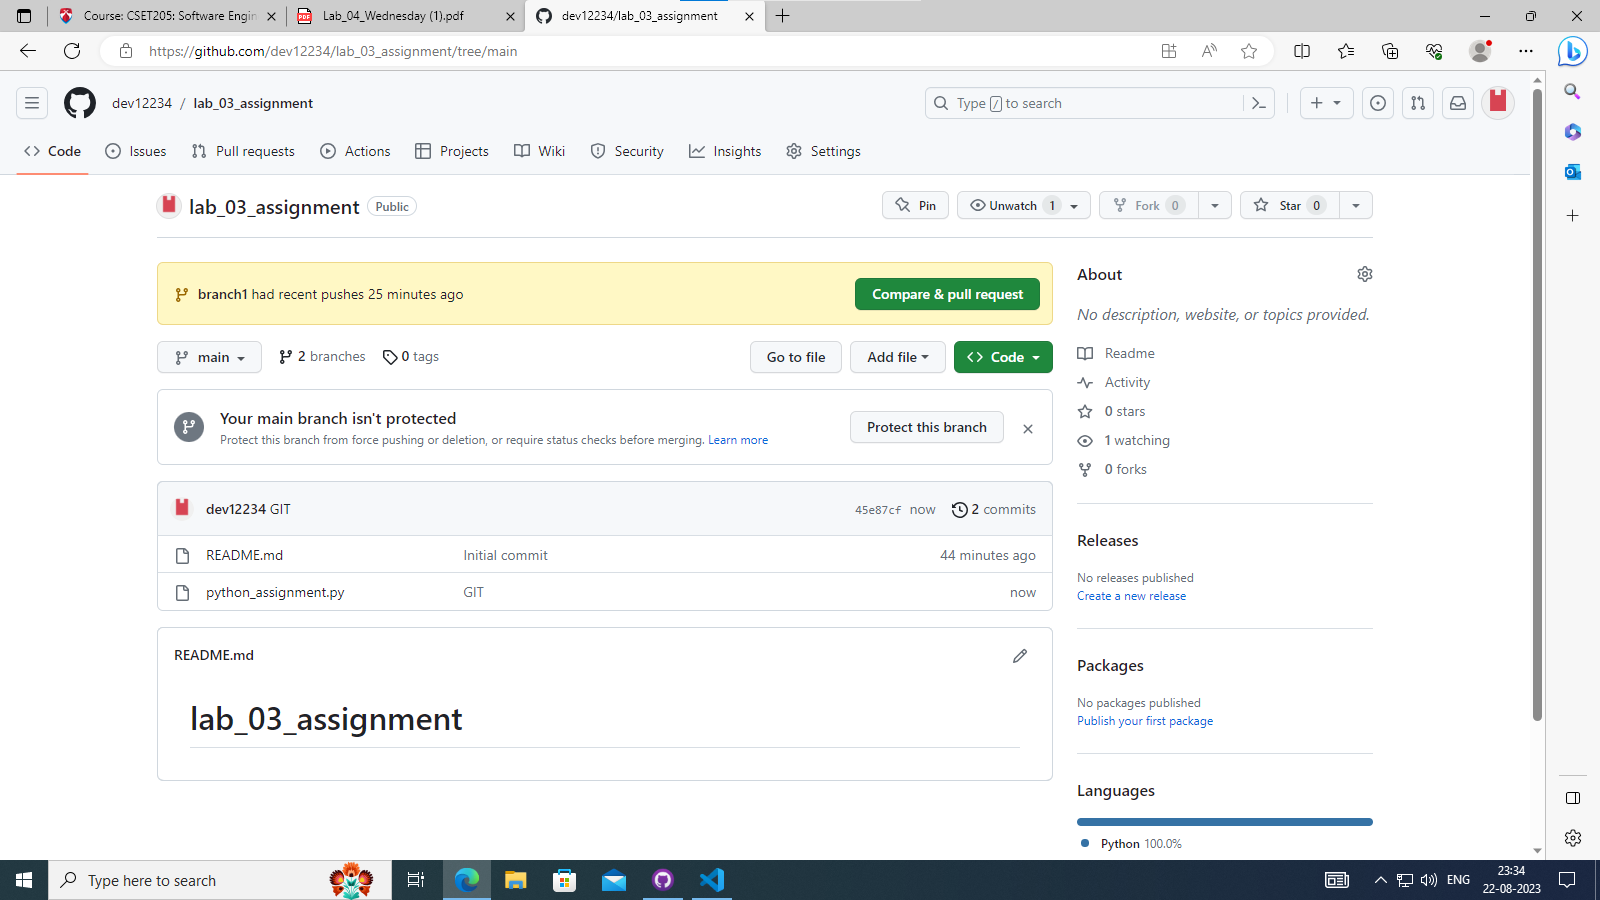 Course: CSET205: Software Engin
Lab_04_Wednesday (1).pdf
dev12234/lab_03_assignment
https://github.com/dev12234/lab_03_assignment/tree/main
dev12234 / lab_03_assignment
Type / to search
Code
Issues
Pull requests
Actions
Projects
Wiki
Security
Insights
Settings
lab_03_assignment Public
Pin
Unwatch 1
Fork 0
Star 0
branch1 had recent pushes 25 minutes ago
Compare & pull request
main
2 branches
0 tags
Go to file
Add file
Code
Your main branch isn't protected
Protect this branch from force pushing or deletion, or require status checks before merging. Learn more
Protect this branch
dev12234 GIT
45e87cf now
2 commits
README.md Initial commit 44 minutes ago
python_assignment.py GIT now
README.md
lab_03_assignment
About
No description, website, or topics provided.
Readme
Activity
0 stars
1 watching
0 forks
Releases
No releases published
Create a new release
Packages
No packages published
Publish your first package
Languages
Python 100.0%
Type here to search
ENG
23:34
22-08-2023